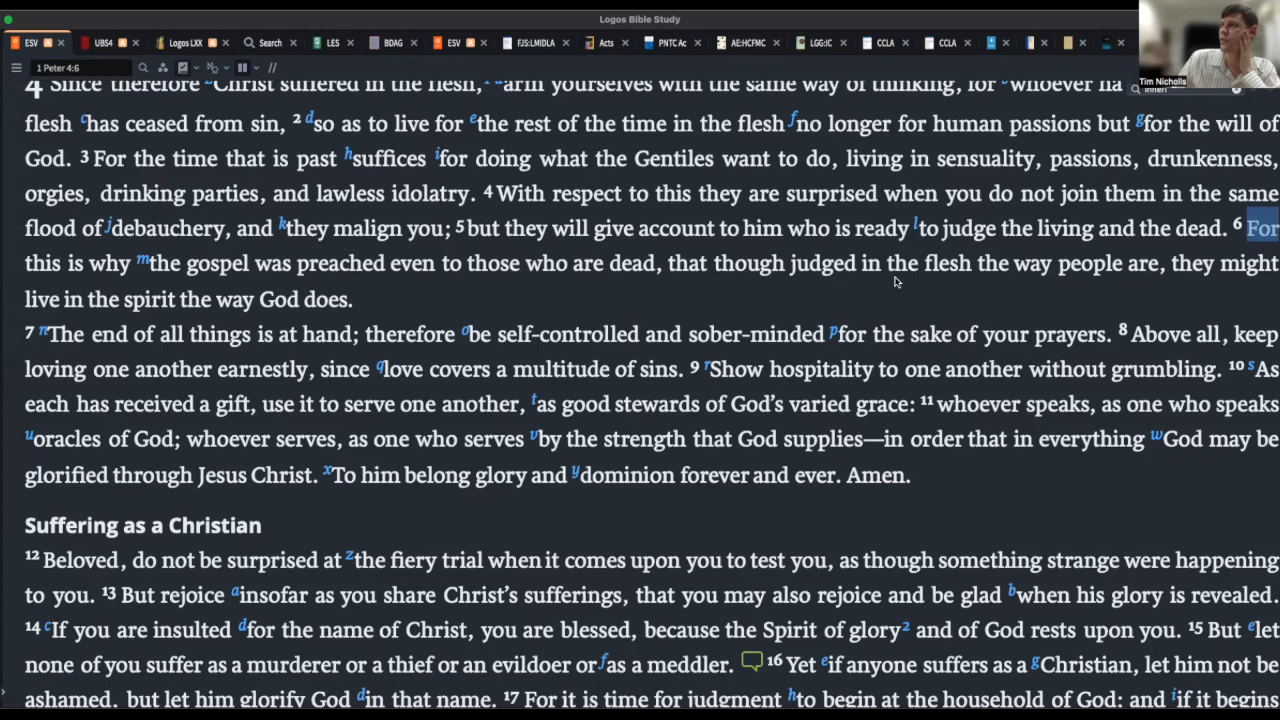 Logos Bible Study
ESV A × UBS4 A × Logos LXX A × Search × LES × BDAG × ESV A × FJS:LMIDLA × Acts × PNTC Ac × AE:HCFMC × LGG:IC × CCLA × CCLA ×
1 Peter 4:6
Tim Nicholls
4 Since therefore Christ suffered in the flesh, arm yourselves with the same way of thinking, for whoever ha
flesh c has ceased from sin, 2 d so as to live for e the rest of the time in the flesh f no longer for human passions but g for the will of
God. 3 For the time that is past h suffices i for doing what the Gentiles want to do, living in sensuality, passions, drunkenness,
orgies, drinking parties, and lawless idolatry. 4 With respect to this they are surprised when you do not join them in the same
flood of j debauchery, and k they malign you; 5 but they will give account to him who is ready l to judge the living and the dead. 6 For
this is why m the gospel was preached even to those who are dead, that though judged in the flesh the way people are, they might
live in the spirit the way God does.
7 n The end of all things is at hand; therefore o be self-controlled and sober-minded p for the sake of your prayers. 8 Above all, keep
loving one another earnestly, since q love covers a multitude of sins. 9 r Show hospitality to one another without grumbling. 10 s As
each has received a gift, use it to serve one another, t as good stewards of God's varied grace: 11 whoever speaks, as one who speaks
u oracles of God; whoever serves, as one who serves v by the strength that God supplies—in order that in everything w God may be
glorified through Jesus Christ. x To him belong glory and y dominion forever and ever. Amen.
Suffering as a Christian
12 Beloved, do not be surprised at z the fiery trial when it comes upon you to test you, as though something strange were happening
to you. 13 But rejoice a insofar as you share Christ's sufferings, that you may also rejoice and be glad b when his glory is revealed.
14 c If you are insulted d for the name of Christ, you are blessed, because the Spirit of glory 2 and of God rests upon you. 15 But e let
none of you suffer as a murderer or a thief or an evildoer or f as a meddler. 16 Yet e if anyone suffers as a g Christian, let him not be
ashamed, but let him glorify God d in that name. 17 For it is time for judgment h to begin at the household of God; and i if it begins